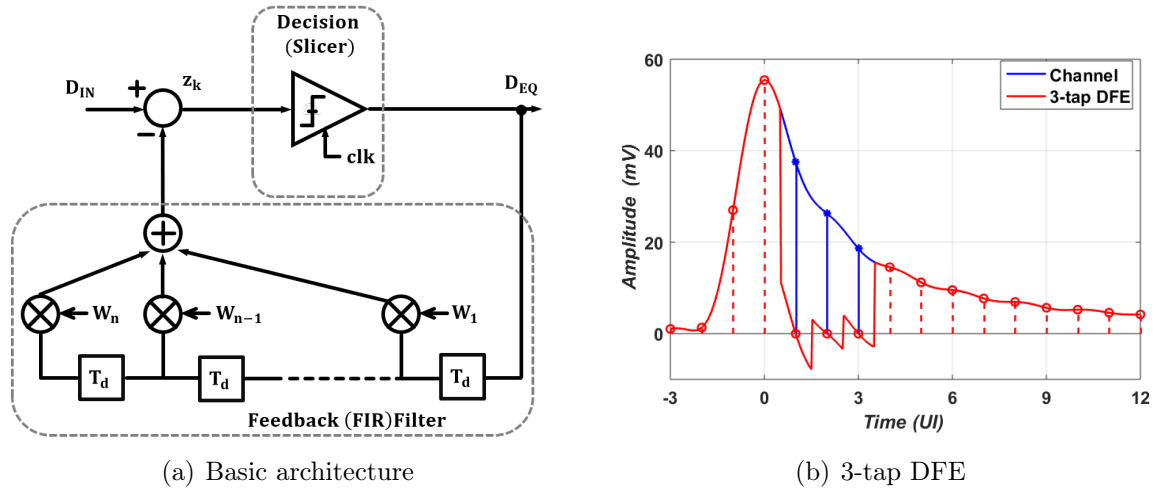 Decision
(Slicer)
D_IN
+
z_k
D_EQ
−
clk
+
W_n
W_{n−1}
W_1
T_d
T_d
T_d
Feedback (FIR)Filter
(a) Basic architecture
60
40
20
0
Amplitude (mV)
Channel
3-tap DFE
-3
0
3
6
9
12
Time (UI)
(b) 3-tap DFE